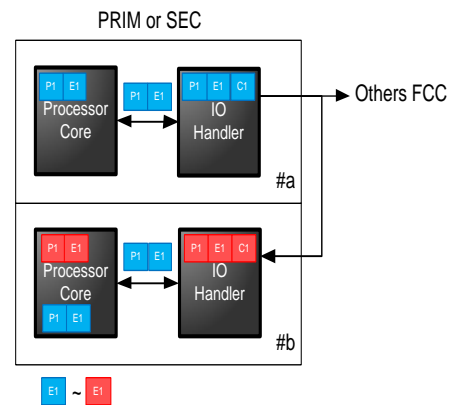 PRIM or SEC
P1 E1
Processor
Core
P1 E1
P1 E1 C1
IO
Handler
Others FCC
#a
P1 E1
Processor
Core
P1 E1
P1 E1
P1 E1 C1
IO
Handler
#b
E1 ~ E1